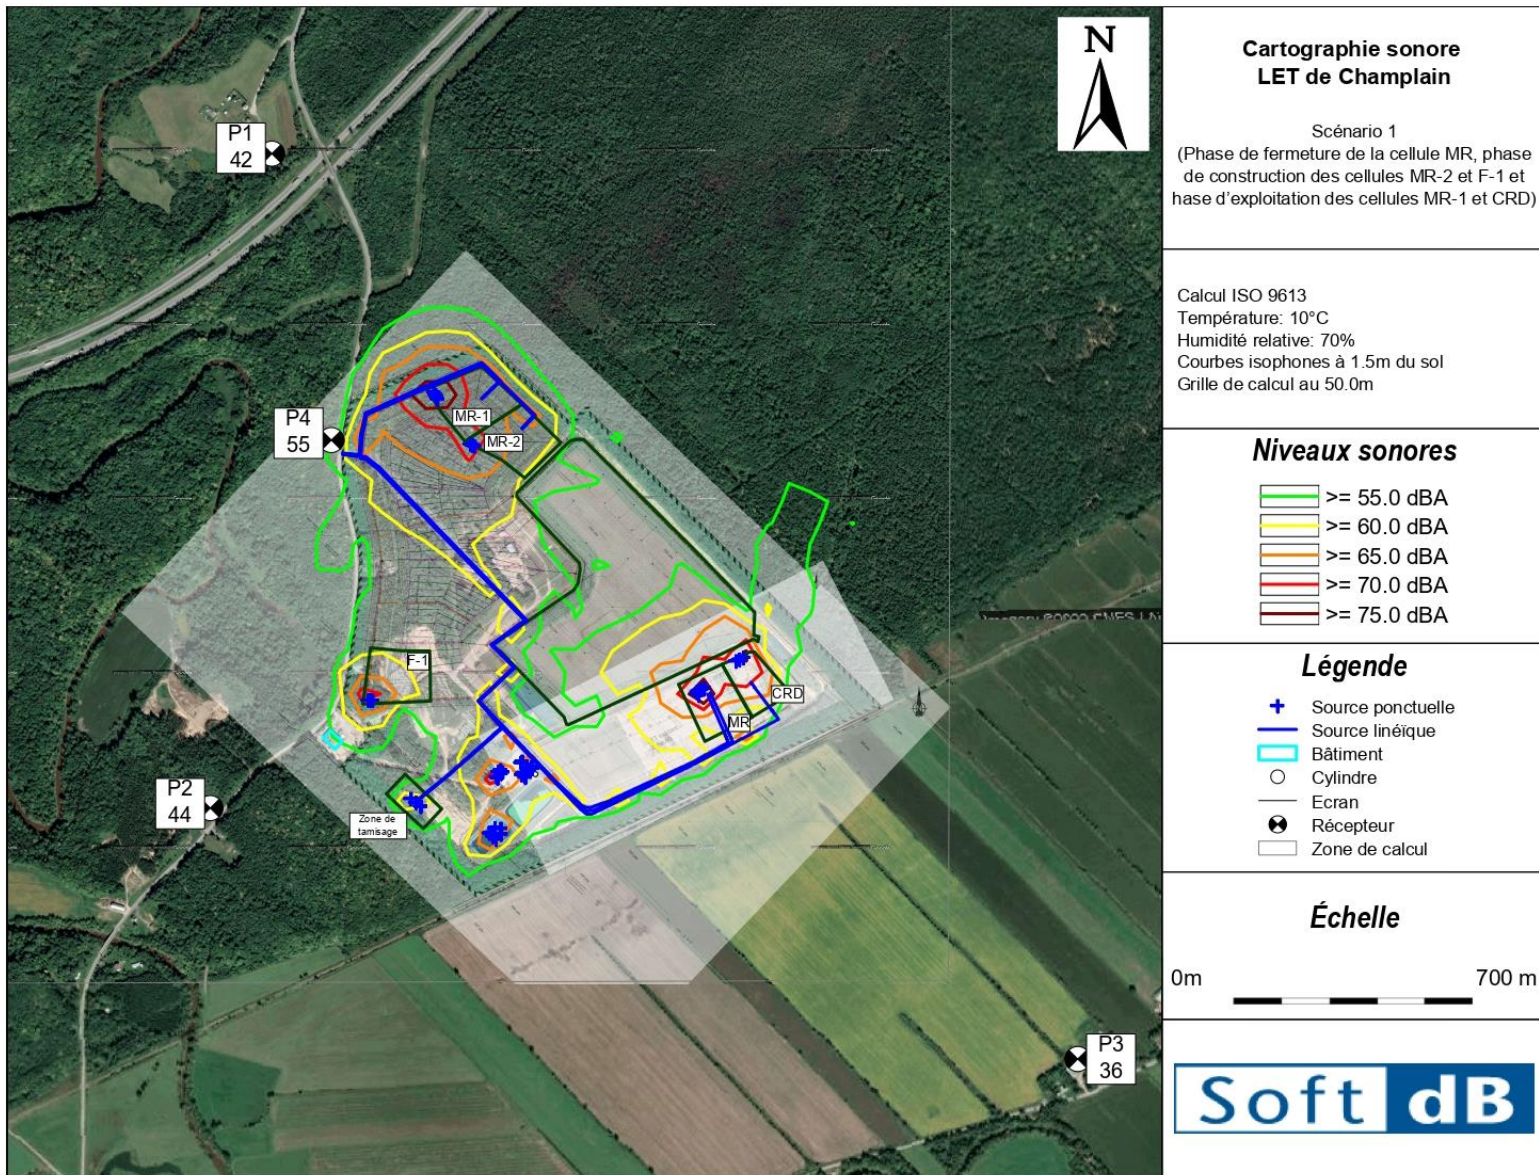 N
P1
42
P4
55
MR-1
MR-2
F-1
CRD
MR
P2
44
Zone de
tamisage
P3
36
Cartographie sonore
LET de Champlain
Scénario 1
(Phase de fermeture de la cellule MR, phase
de construction des cellules MR-2 et F-1 et
hase d'exploitation des cellules MR-1 et CRD)
Calcul ISO 9613
Température: 10°C
Humidité relative: 70%
Courbes isophones à 1.5m du sol
Grille de calcul au 50.0m
Niveaux sonores
>= 55.0 dBA
>= 60.0 dBA
>= 65.0 dBA
>= 70.0 dBA
>= 75.0 dBA
Légende
Source ponctuelle
Source linéïque
Bâtiment
Cylindre
Ecran
Récepteur
Zone de calcul
Échelle
0m 700 m
Soft dB